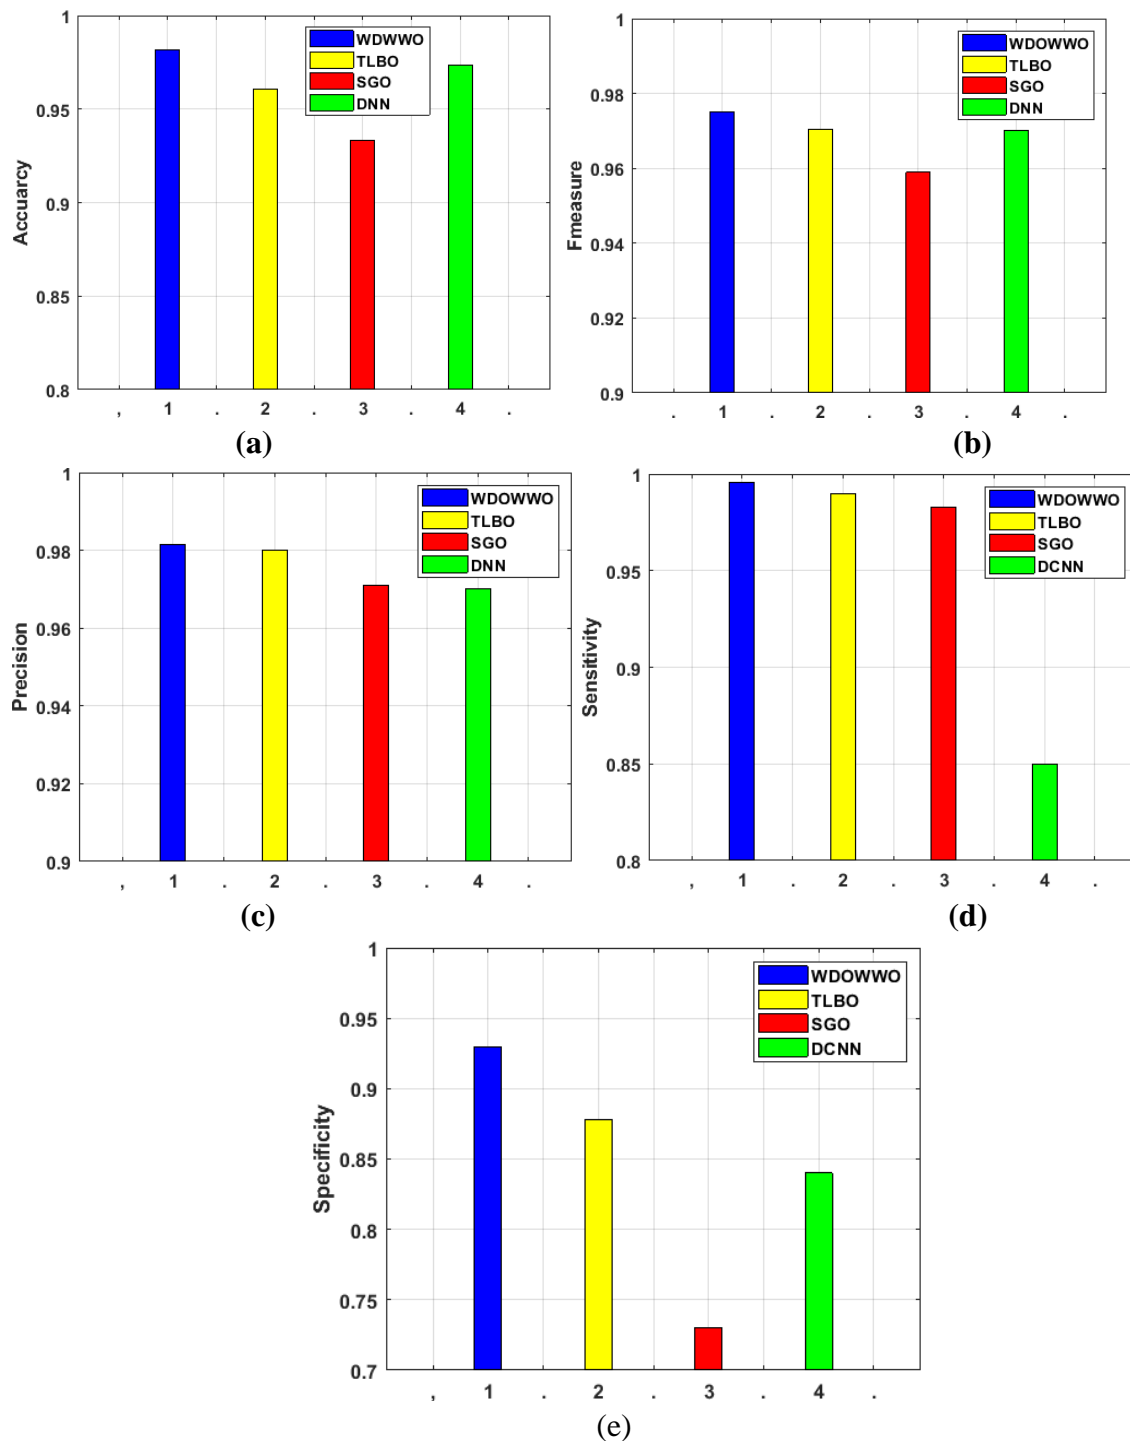 1
0.95
0.9
0.85
0.8
Accuarcy
WDWWO
TLBO
SGO
DNN
, 1 . 2 . 3 . 4 .
(a)
1
0.98
0.96
0.94
0.92
0.9
Fmeasure
WDOWWO
TLBO
SGO
DNN
. 1 . 2 . 3 . 4 .
(b)
1
0.98
0.96
0.94
0.92
0.9
Precision
WDOWWO
TLBO
SGO
DNN
, 1 . 2 . 3 . 4 .
(c)
1
0.95
0.9
0.85
0.8
Sensitivity
WDOWWO
TLBO
SGO
DCNN
, 1 . 2 . 3 . 4 .
(d)
1
0.95
0.9
0.85
0.8
0.75
0.7
Specificity
WDOWWO
TLBO
SGO
DCNN
, 1 . 2 . 3 . 4 .
(e)